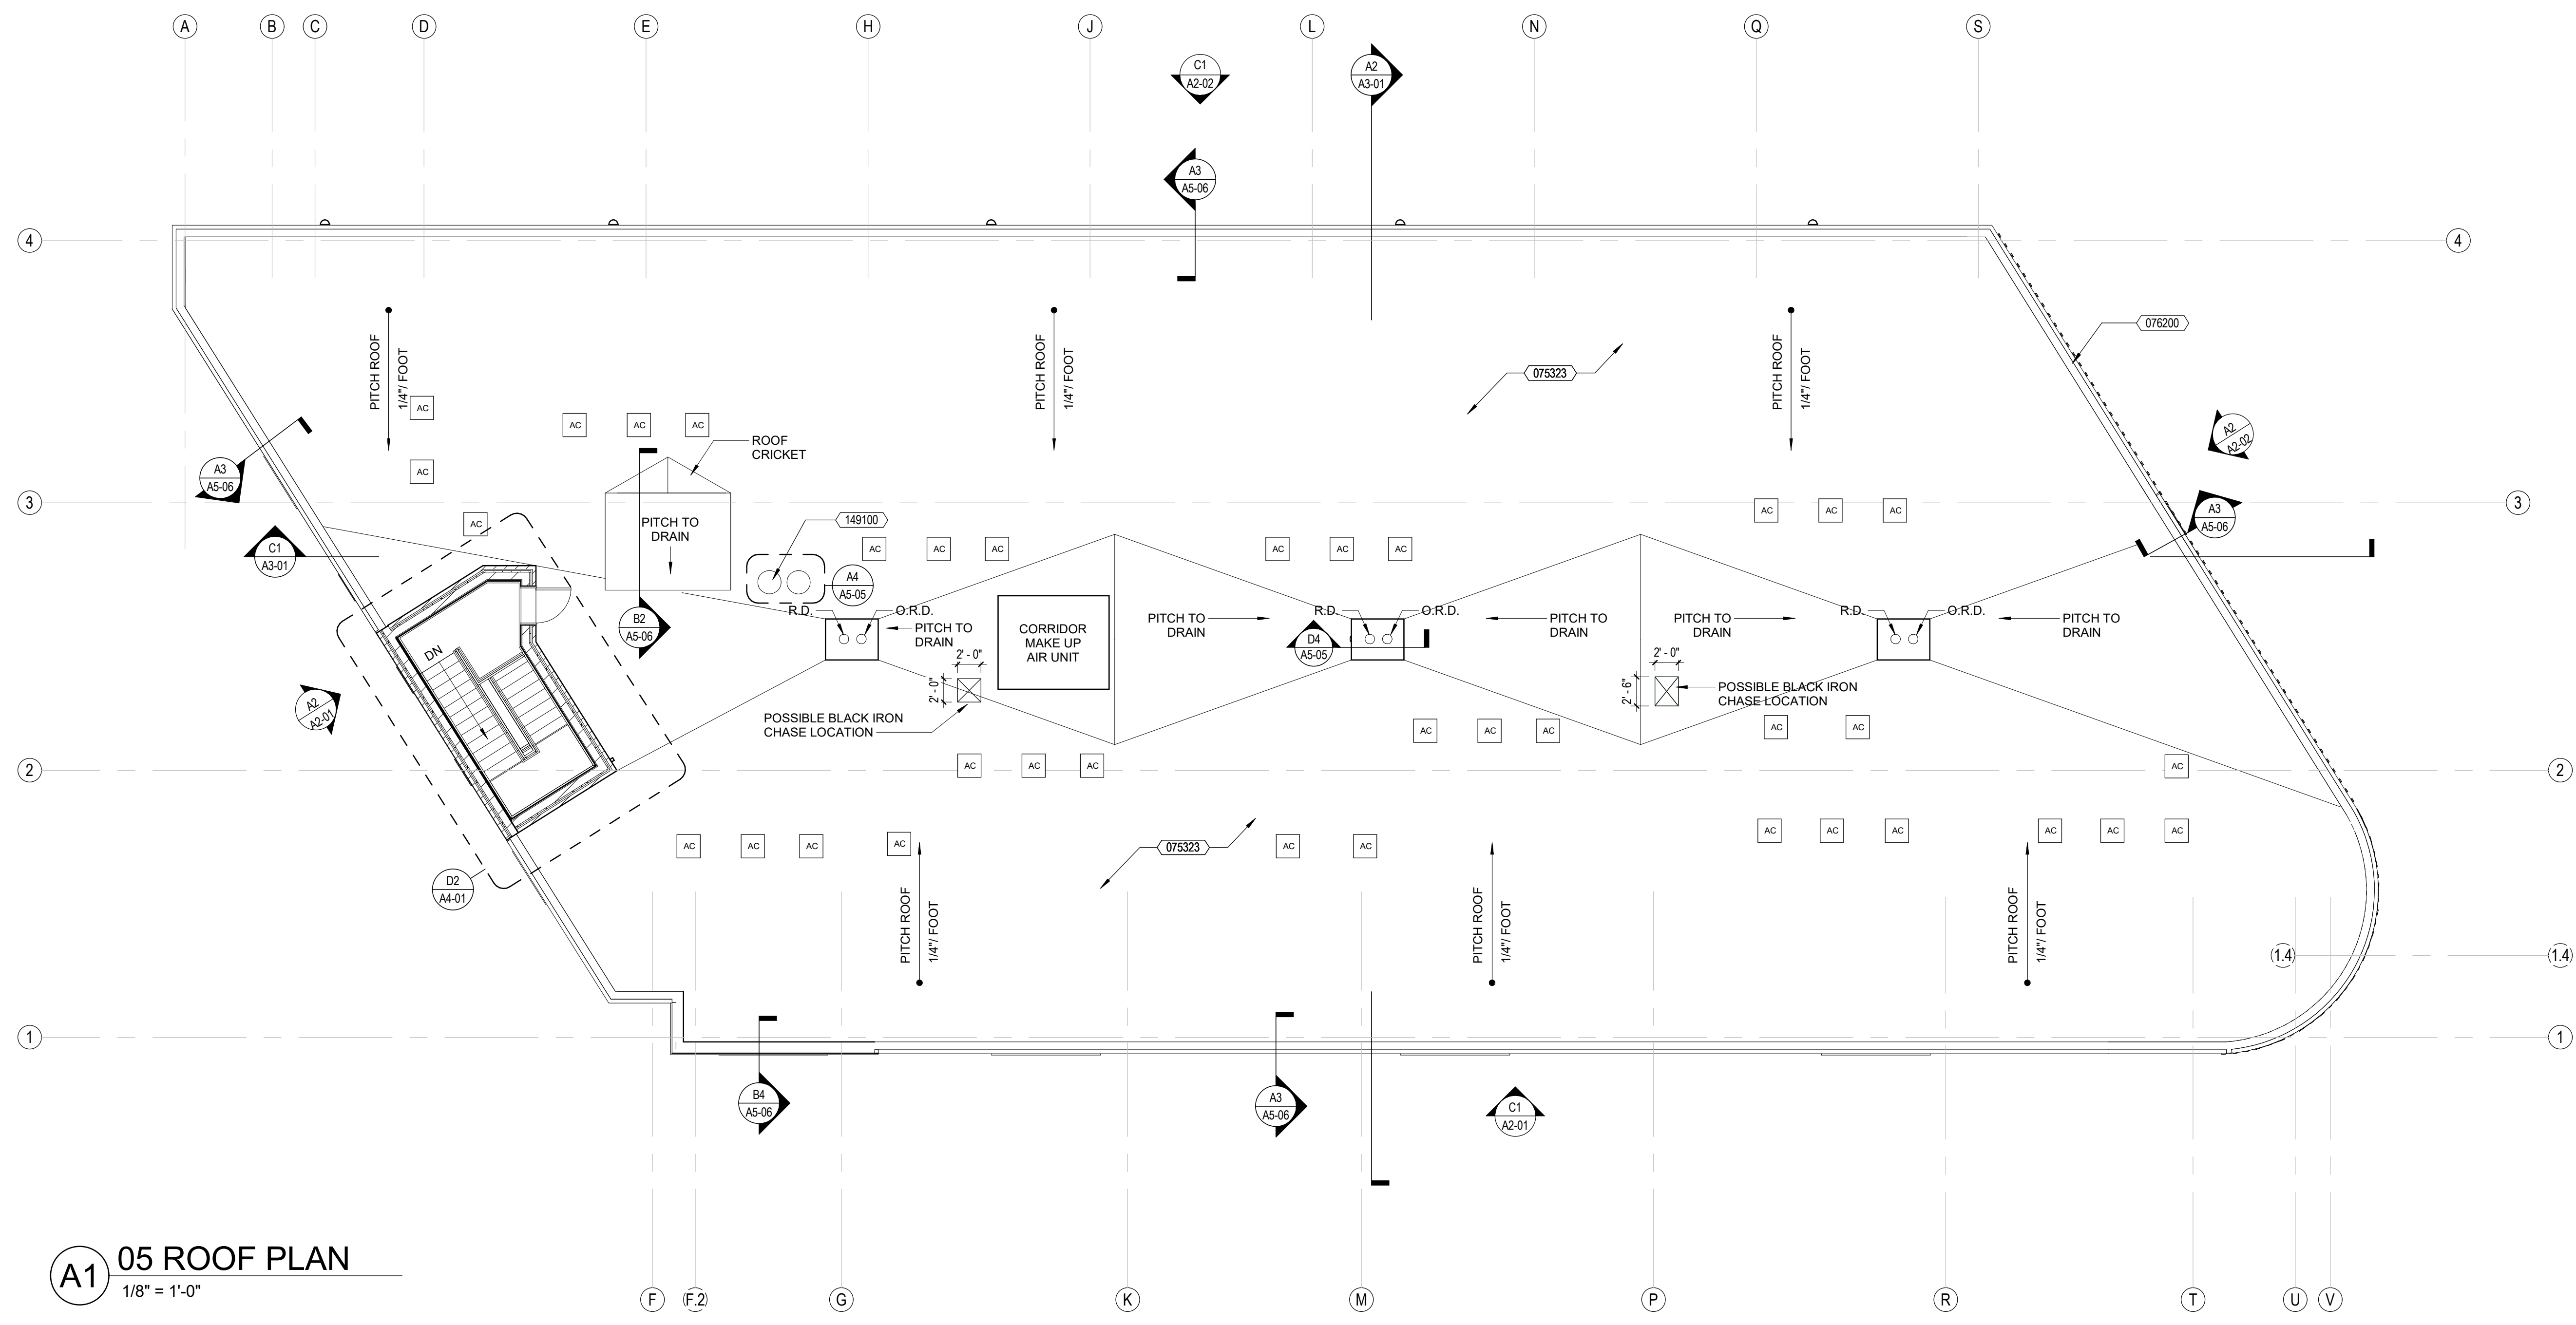 A B C D E H J L N Q S
C1
A2-02
A2
A3-01
A3
A5-06
4 4
076200
PITCH ROOF
1/4"/ FOOT
PITCH ROOF
1/4"/ FOOT
PITCH ROOF
1/4"/ FOOT
075323
AC
AC AC AC
ROOF
CRICKET
A2
A2-02
A3
A5-06
AC
3 3
AC AC AC
A3
A5-06
AC
PITCH TO
DRAIN
149100
C1
A3-01
AC AC AC
AC AC AC
A4
A5-05
R.D. O.R.D.
R.D. O.R.D.
R.D. O.R.D.
B2
A5-06
PITCH TO
DRAIN
CORRIDOR
MAKE UP
AIR UNIT
PITCH TO
DRAIN
D4
A5-05
PITCH TO
DRAIN
PITCH TO
DRAIN
PITCH TO
DRAIN
DN
2' - 0"
2' - 0"
2' - 0"
2' - 6"
A2
A2-01
POSSIBLE BLACK IRON
CHASE LOCATION
POSSIBLE BLACK IRON
CHASE LOCATION
AC AC AC
AC AC
AC AC AC
2 2
AC
AC AC AC AC
075323
AC AC
AC AC AC
AC AC AC
D2
A4-01
PITCH ROOF
1/4"/ FOOT
PITCH ROOF
1/4"/ FOOT
PITCH ROOF
1/4"/ FOOT
1.4 1.4
1 1
B4
A5-06
A3
A5-06
C1
A2-01
A1
05 ROOF PLAN
1/8" = 1'-0"
F F.2 G K M P R T U V